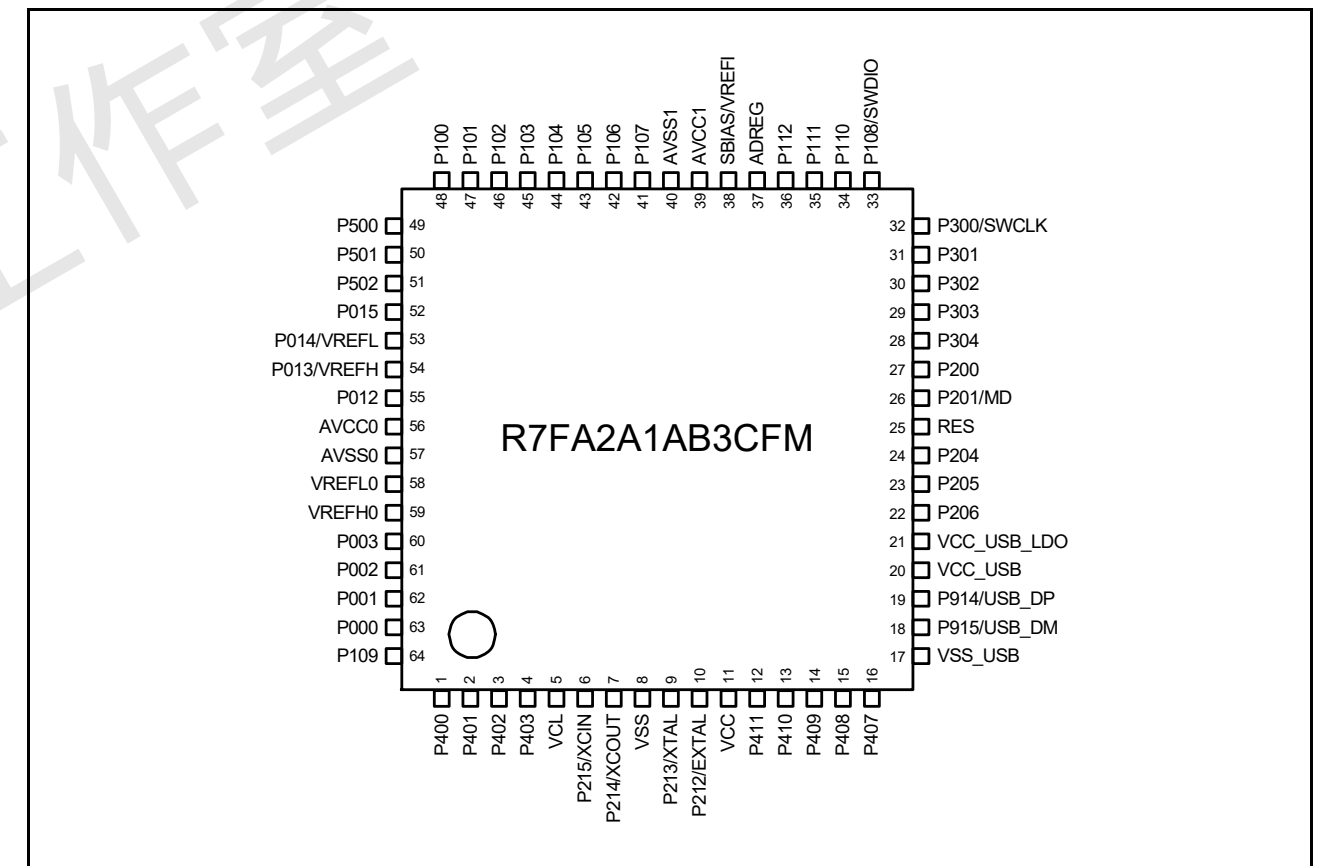 工作室
P100
P101
P102
P103
P104
P105
P106
P107
AVSS1
AVCC1
SBIAS/VREFI
ADREG
P112
P111
P110
P108/SWDIO
48
47
46
45
44
43
42
41
40
39
38
37
36
35
34
33
P500 49
P501 50
P502 51
P015 52
P014/VREFL 53
P013/VREFH 54
P012 55
AVCC0 56
AVSS0 57
VREFL0 58
VREFH0 59
P003 60
P002 61
P001 62
P000 63
P109 64
R7FA2A1AB3CFM
32 P300/SWCLK
31 P301
30 P302
29 P303
28 P304
27 P200
26 P201/MD
25 RES
24 P204
23 P205
22 P206
21 VCC_USB_LDO
20 VCC_USB
19 P914/USB_DP
18 P915/USB_DM
17 VSS_USB
1
2
3
4
5
6
7
8
9
10
11
12
13
14
15
16
P400
P401
P402
P403
VCL
P215/XCIN
P214/XCOUT
VSS
P213/XTAL
P212/EXTAL
VCC
P411
P410
P409
P408
P407